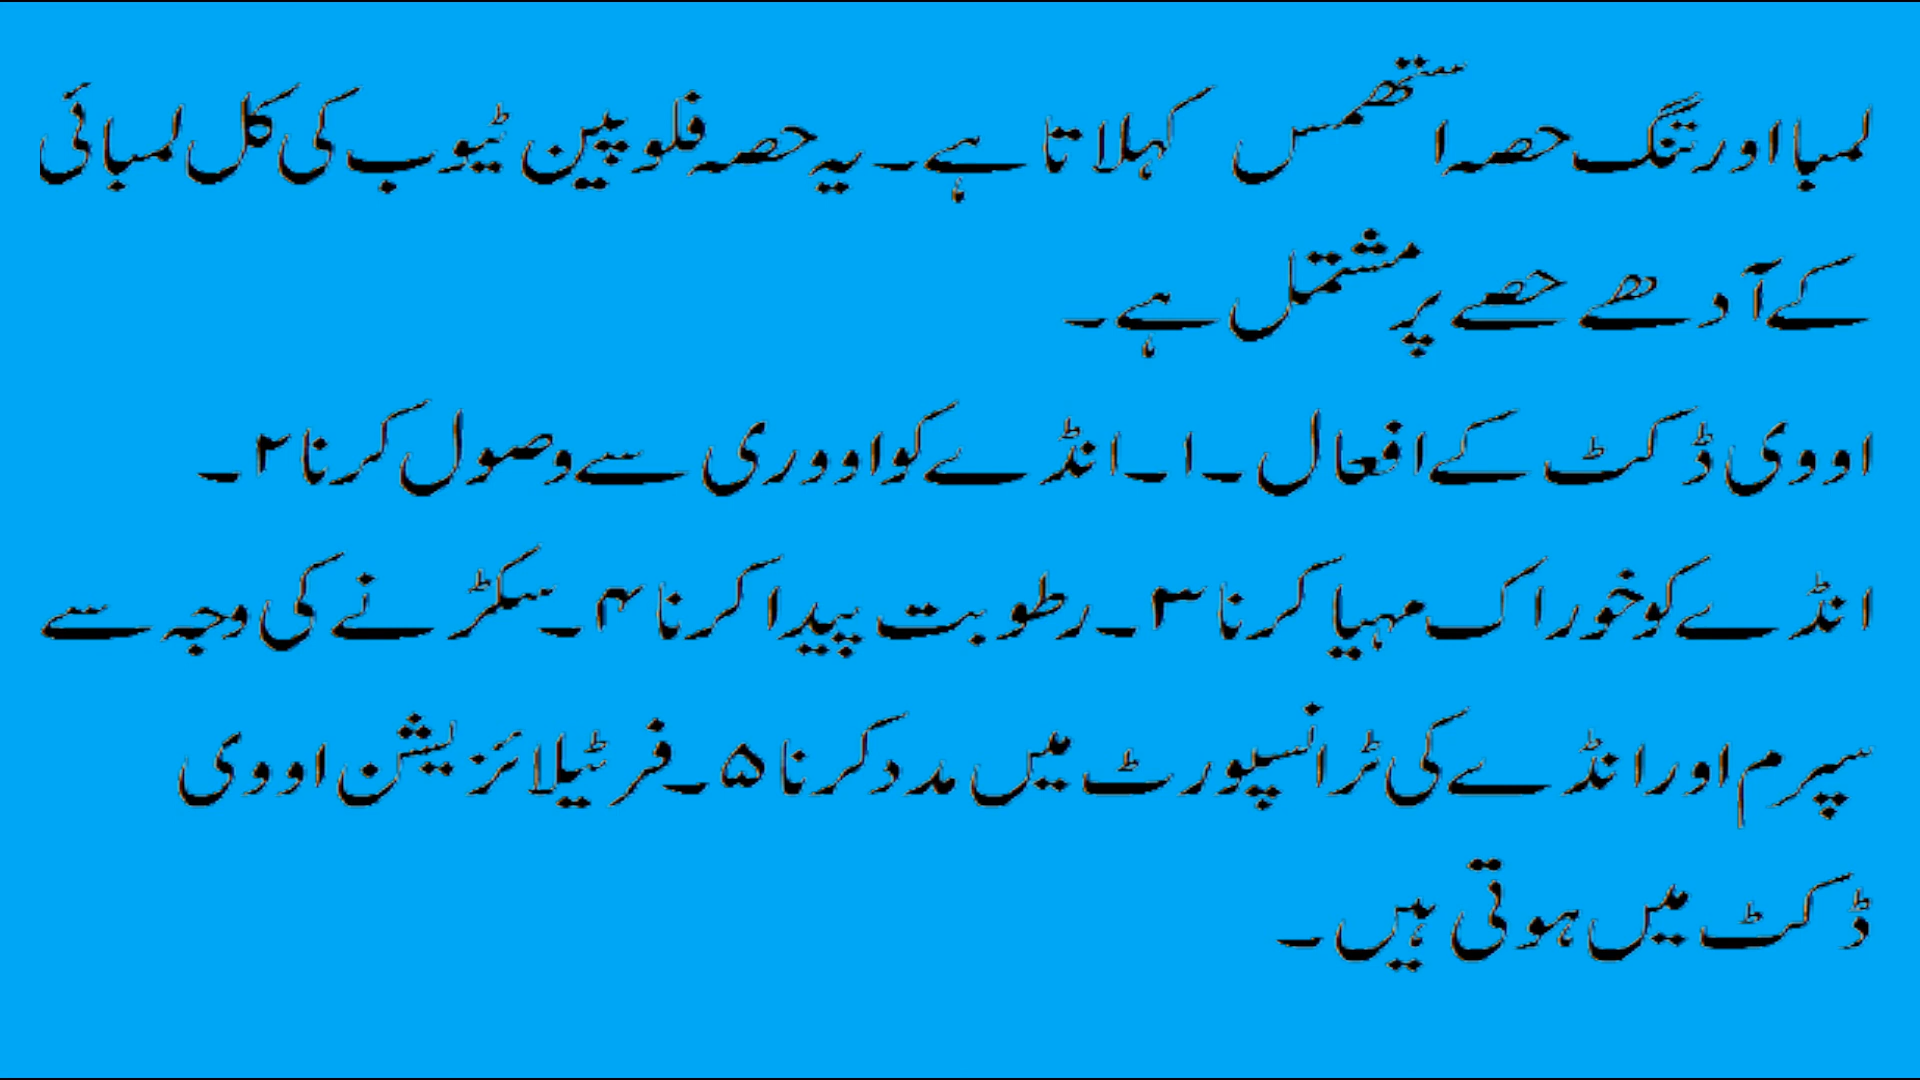 لمبا اور تنگ حصہ استھمس کہلاتا ہے۔ یہ حصہ فلوپیین ٹیوب کی کل لمبائی
کے آدھے حصے پر مشتمل ہے۔
اووی ڈکٹ کے افعال ۔۱۔ انڈے کو اووری سے وصول کرنا ۲۔
انڈے کو خوراک مہیا کرنا ۳۔ رطوبت پیدا کرنا ۴۔ سکڑنے کی وجہ سے
سپرم اور انڈے کی ٹرانسپورٹ میں مدد کرنا ۵۔ فرٹیلائزیشن اووی
ڈکٹ میں ہوتی ہیں۔